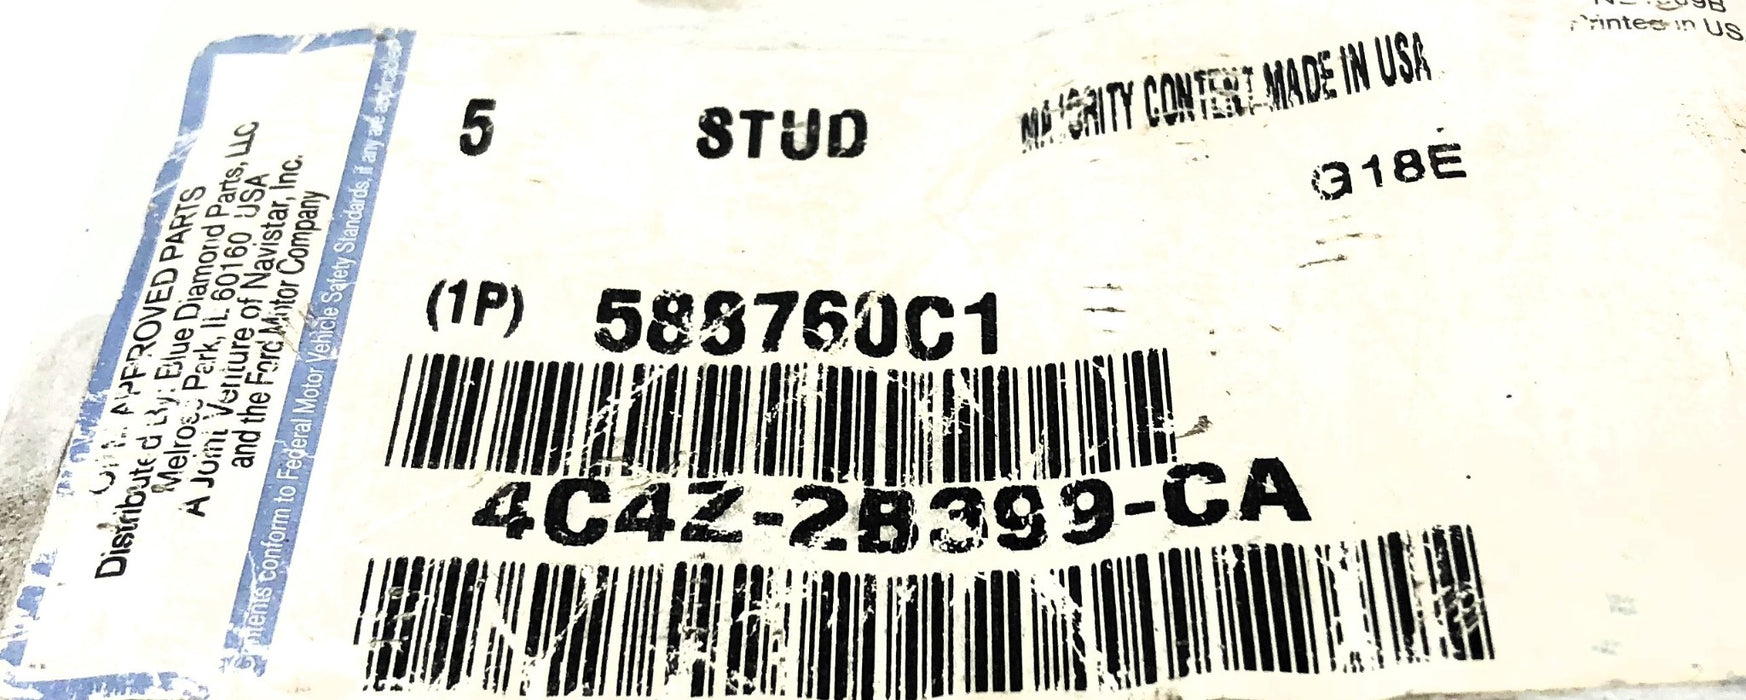 Printed in US
5 STUD MAJORITY CONTENT MADE IN USA
G18E
(1P) 588760C1
4C4Z-2B399-CA
APPROVED PARTS
Distributed By: Blue Diamond Parts, LLC
Melrose Park, IL 60160 USA
A Joint Venture of Navistar, Inc.
and the Ford Motor Company
conform to Federal Motor Vehicle Safety Standards, if any are applicable